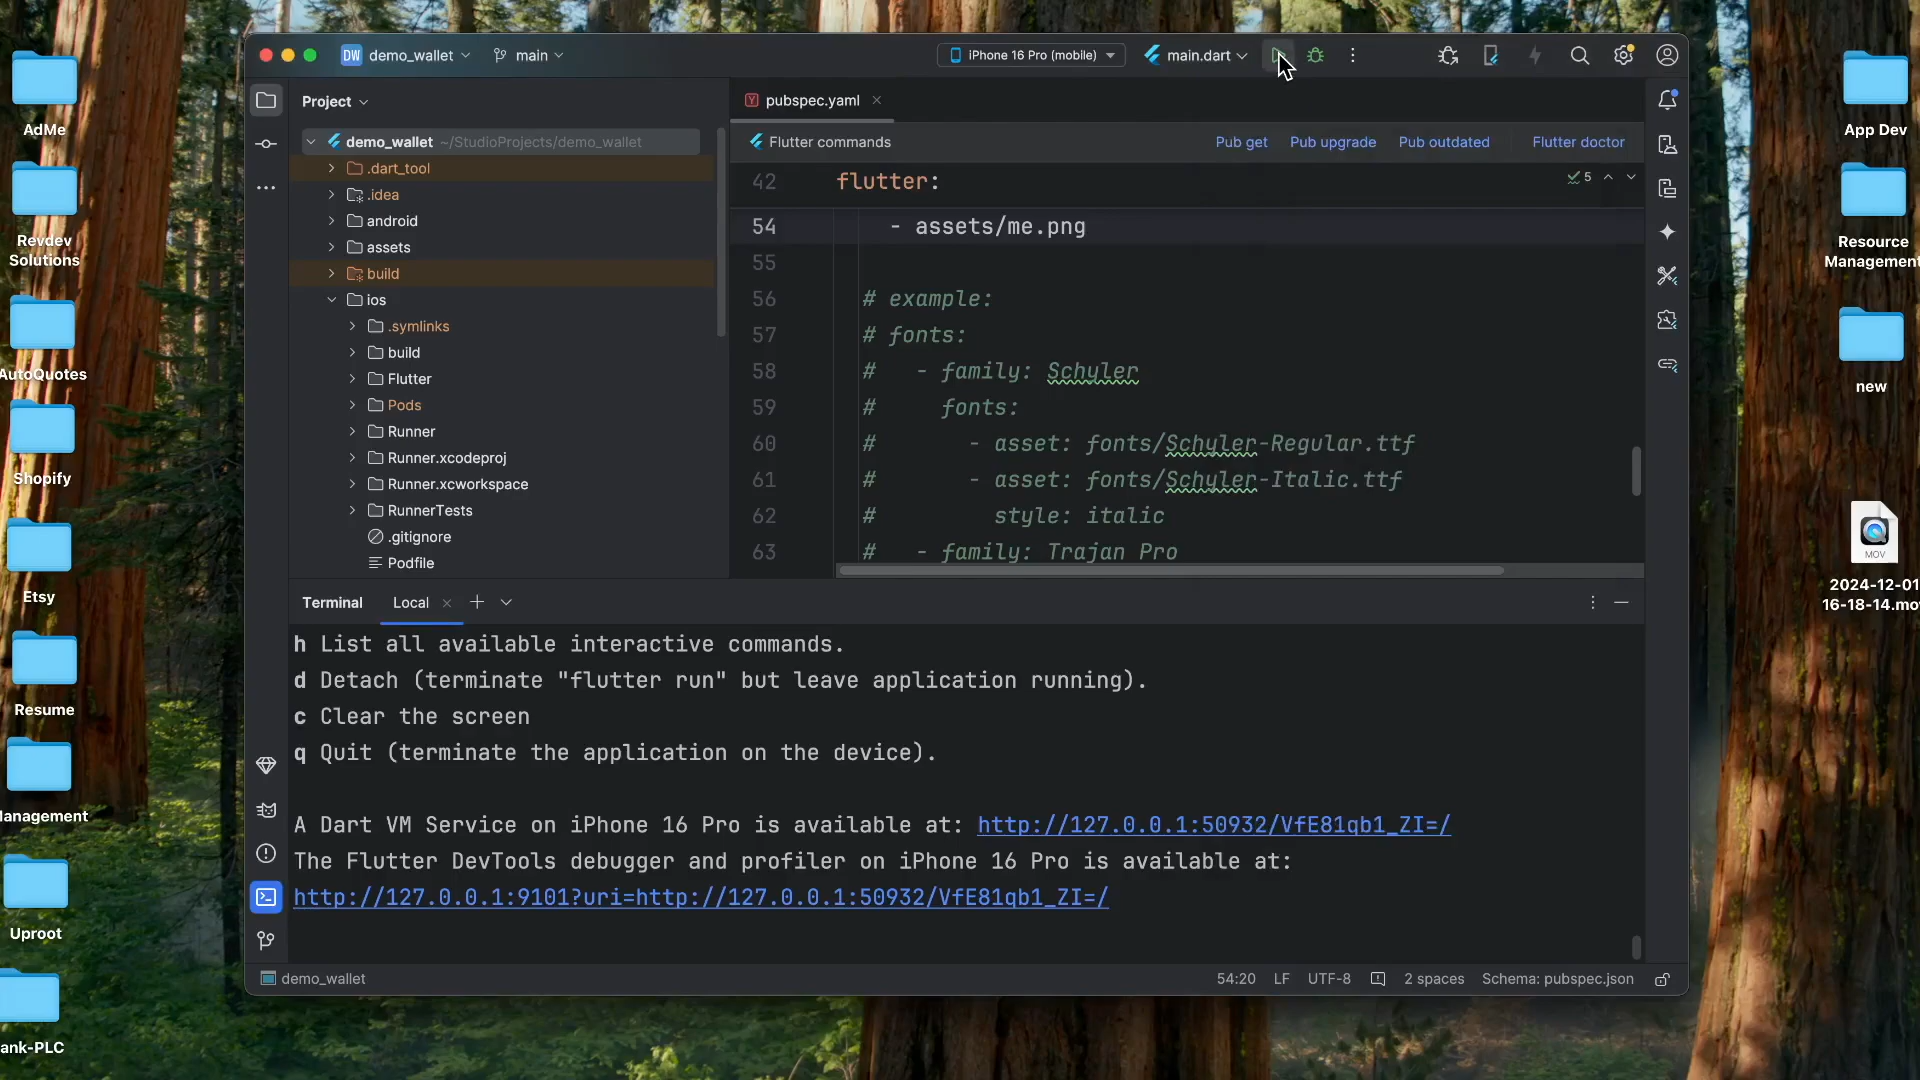 DW demo_wallet
main
iPhone 16 Pro (mobile)
main.dart
Project
pubspec.yaml
demo_wallet ~/StudioProjects/demo_wallet
.dart_tool
.idea
android
assets
build
ios
.symlinks
build
Flutter
Pods
Runner
Runner.xcodeproj
Runner.xcworkspace
RunnerTests
.gitignore
Podfile
Flutter commands
Pub get
Pub upgrade
Pub outdated
Flutter doctor
42 flutter:
5
54 - assets/me.png
55
56 # example:
57 # fonts:
58 # - family: Schyler
59 # fonts:
60 # - asset: fonts/Schyler-Regular.ttf
61 # - asset: fonts/Schyler-Italic.ttf
62 # style: italic
63 # - family: Trajan Pro
Terminal
Local
h List all available interactive commands.
d Detach (terminate "flutter run" but leave application running).
c Clear the screen
q Quit (terminate the application on the device).
A Dart VM Service on iPhone 16 Pro is available at: http://127.0.0.1:50932/VfE81qb1_ZI=/
The Flutter DevTools debugger and profiler on iPhone 16 Pro is available at:
http://127.0.0.1:9101?uri=http://127.0.0.1:50932/VfE81qb1_ZI=/
demo_wallet
54:20
LF
UTF-8
2 spaces
Schema: pubspec.json
AdMe
Revdev
Solutions
AutoQuotes
Shopify
Etsy
Resume
anagement
Uproot
ank-PLC
App Dev
Resource
Management
new
MOV
2024-12-01
16-18-14.mov